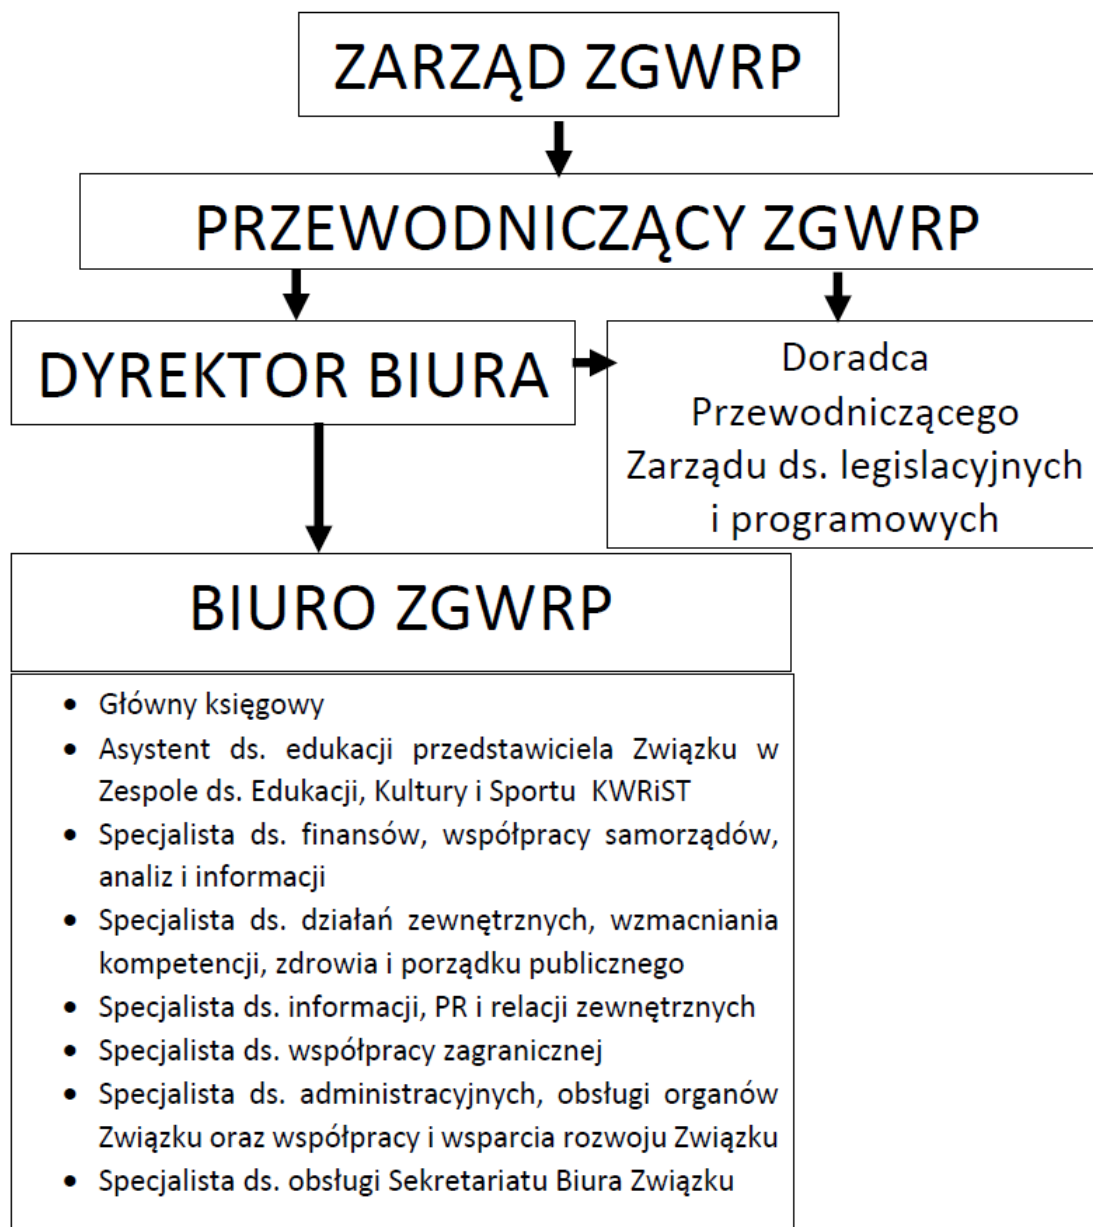 ZARZĄD ZGWRP
PRZEWODNICZĄCY ZGWRP
DYREKTOR BIURA
Doradca
Przewodniczącego
Zarządu ds. legislacyjnych
i programowych
BIURO ZGWRP
• Główny księgowy
• Asystent ds. edukacji przedstawiciela Związku w
Zespole ds. Edukacji, Kultury i Sportu KWRiST
• Specjalista ds. finansów, współpracy samorządów,
analiz i informacji
• Specjalista ds. działań zewnętrznych, wzmacniania
kompetencji, zdrowia i porządku publicznego
• Specjalista ds. informacji, PR i relacji zewnętrznych
• Specjalista ds. współpracy zagranicznej
• Specjalista ds. administracyjnych, obsługi organów
Związku oraz współpracy i wsparcia rozwoju Związku
• Specjalista ds. obsługi Sekretariatu Biura Związku